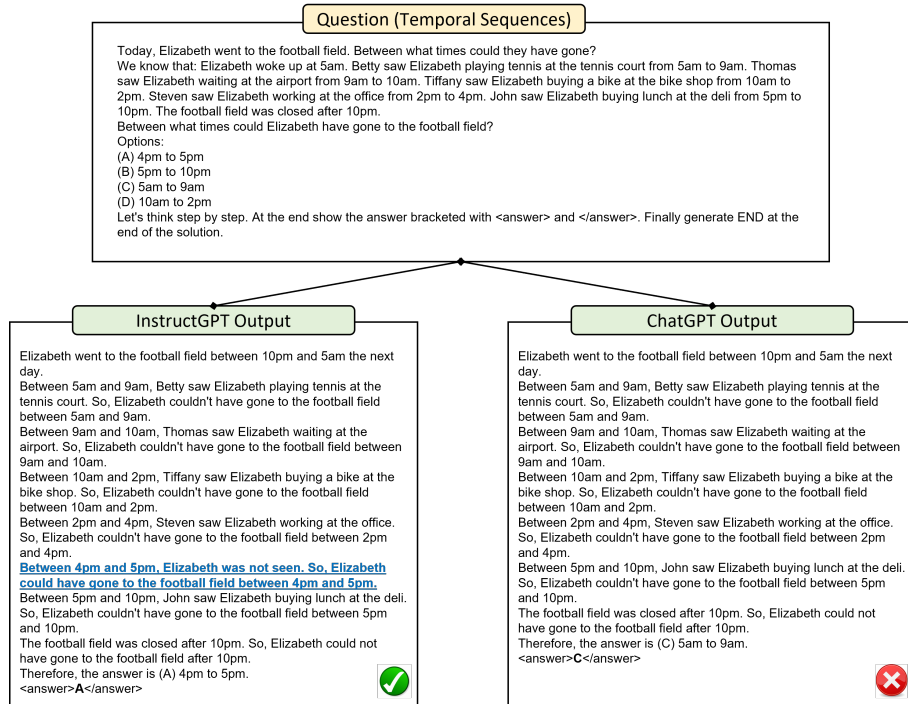 Question (Temporal Sequences)
Today, Elizabeth went to the football field. Between what times could they have gone?
We know that: Elizabeth woke up at 5am. Betty saw Elizabeth playing tennis at the tennis court from 5am to 9am. Thomas
saw Elizabeth waiting at the airport from 9am to 10am. Tiffany saw Elizabeth buying a bike at the bike shop from 10am to
2pm. Steven saw Elizabeth working at the office from 2pm to 4pm. John saw Elizabeth buying lunch at the deli from 5pm to
10pm. The football field was closed after 10pm.
Between what times could Elizabeth have gone to the football field?
Options:
(A) 4pm to 5pm
(B) 5pm to 10pm
(C) 5am to 9am
(D) 10am to 2pm
Let's think step by step. At the end show the answer bracketed with <answer> and </answer>. Finally generate END at the
end of the solution.
InstructGPT Output
Elizabeth went to the football field between 10pm and 5am the next
day.
Between 5am and 9am, Betty saw Elizabeth playing tennis at the
tennis court. So, Elizabeth couldn't have gone to the football field
between 5am and 9am.
Between 9am and 10am, Thomas saw Elizabeth waiting at the
airport. So, Elizabeth couldn't have gone to the football field between
9am and 10am.
Between 10am and 2pm, Tiffany saw Elizabeth buying a bike at the
bike shop. So, Elizabeth couldn't have gone to the football field
between 10am and 2pm.
Between 2pm and 4pm, Steven saw Elizabeth working at the office.
So, Elizabeth couldn't have gone to the football field between 2pm
and 4pm.
Between 4pm and 5pm, Elizabeth was not seen. So, Elizabeth
could have gone to the football field between 4pm and 5pm.
Between 5pm and 10pm, John saw Elizabeth buying lunch at the deli.
So, Elizabeth couldn't have gone to the football field between 5pm
and 10pm.
The football field was closed after 10pm. So, Elizabeth could not
have gone to the football field after 10pm.
Therefore, the answer is (A) 4pm to 5pm.
<answer>A</answer>
ChatGPT Output
Elizabeth went to the football field between 10pm and 5am the next
day.
Between 5am and 9am, Betty saw Elizabeth playing tennis at the
tennis court. So, Elizabeth couldn't have gone to the football field
between 5am and 9am.
Between 9am and 10am, Thomas saw Elizabeth waiting at the
airport. So, Elizabeth couldn't have gone to the football field between
9am and 10am.
Between 10am and 2pm, Tiffany saw Elizabeth buying a bike at the
bike shop. So, Elizabeth couldn't have gone to the football field
between 10am and 2pm.
Between 2pm and 4pm, Steven saw Elizabeth working at the office.
So, Elizabeth couldn't have gone to the football field between 2pm
and 4pm.
Between 5pm and 10pm, John saw Elizabeth buying lunch at the deli.
So, Elizabeth couldn't have gone to the football field between 5pm
and 10pm.
The football field was closed after 10pm. So, Elizabeth could not
have gone to the football field after 10pm.
Therefore, the answer is (C) 5am to 9am.
<answer>C</answer>